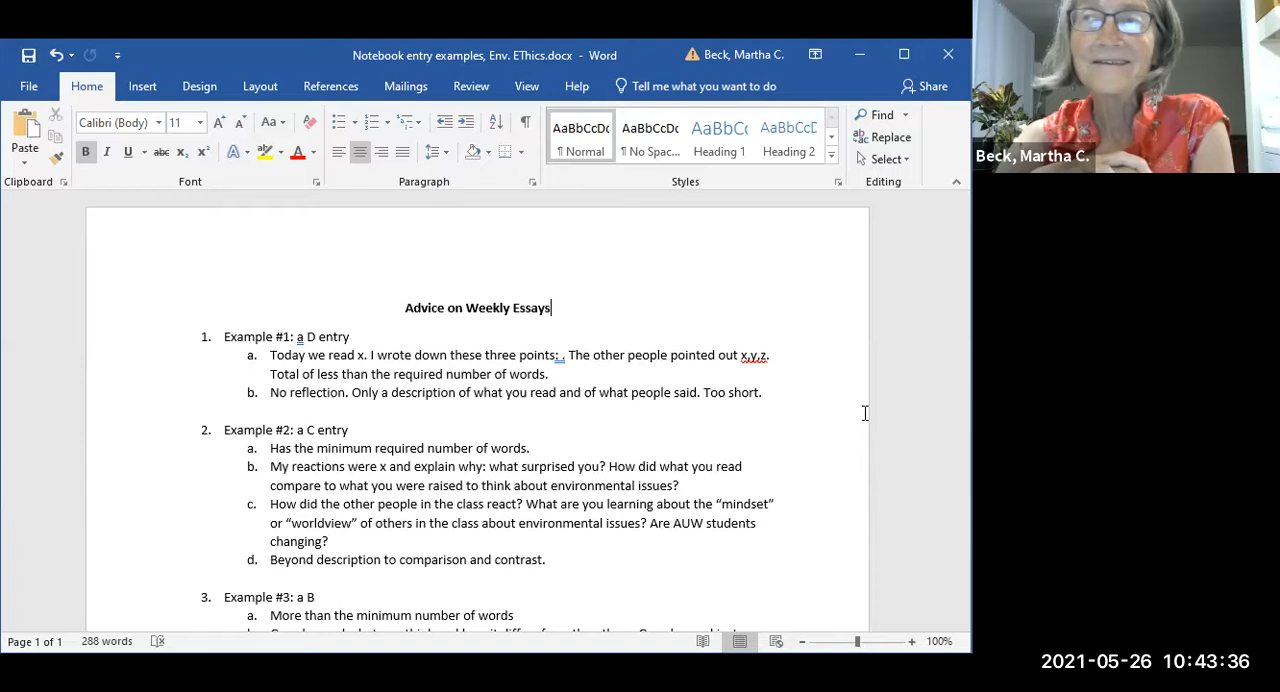 Notebook entry examples, Env. EThics.docx - Word
Beck, Martha C.
File Home Insert Design Layout References Mailings Review View Help Tell me what you want to do Share
Paste
Calibri (Body) 11 Aa
AaBbCcDc AaBbCcDc AaBbCc AaBbCcD
¶ Normal ¶ No Spac... Heading 1 Heading 2
Find
Replace
Select
Clipboard Font Paragraph Styles Editing
Beck, Martha C.
Advice on Weekly Essays
1. Example #1: a D entry
a. Today we read x. I wrote down these three points: . The other people pointed out x,y,z.
Total of less than the required number of words.
b. No reflection. Only a description of what you read and of what people said. Too short.
2. Example #2: a C entry
a. Has the minimum required number of words.
b. My reactions were x and explain why: what surprised you? How did what you read
compare to what you were raised to think about environmental issues?
c. How did the other people in the class react? What are you learning about the “mindset”
or “worldview” of others in the class about environmental issues? Are AUW students
changing?
d. Beyond description to comparison and contrast.
3. Example #3: a B
a. More than the minimum number of words
Page 1 of 1 288 words 100%
2021-05-26 10:43:36